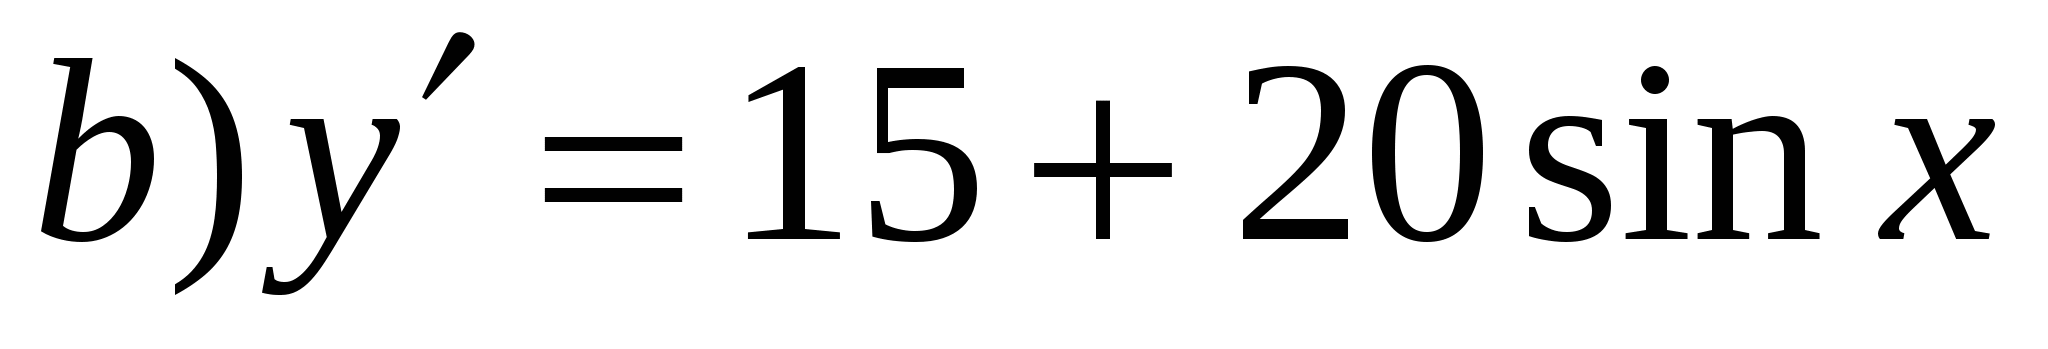 b) y′ = 15 + 20 sin x